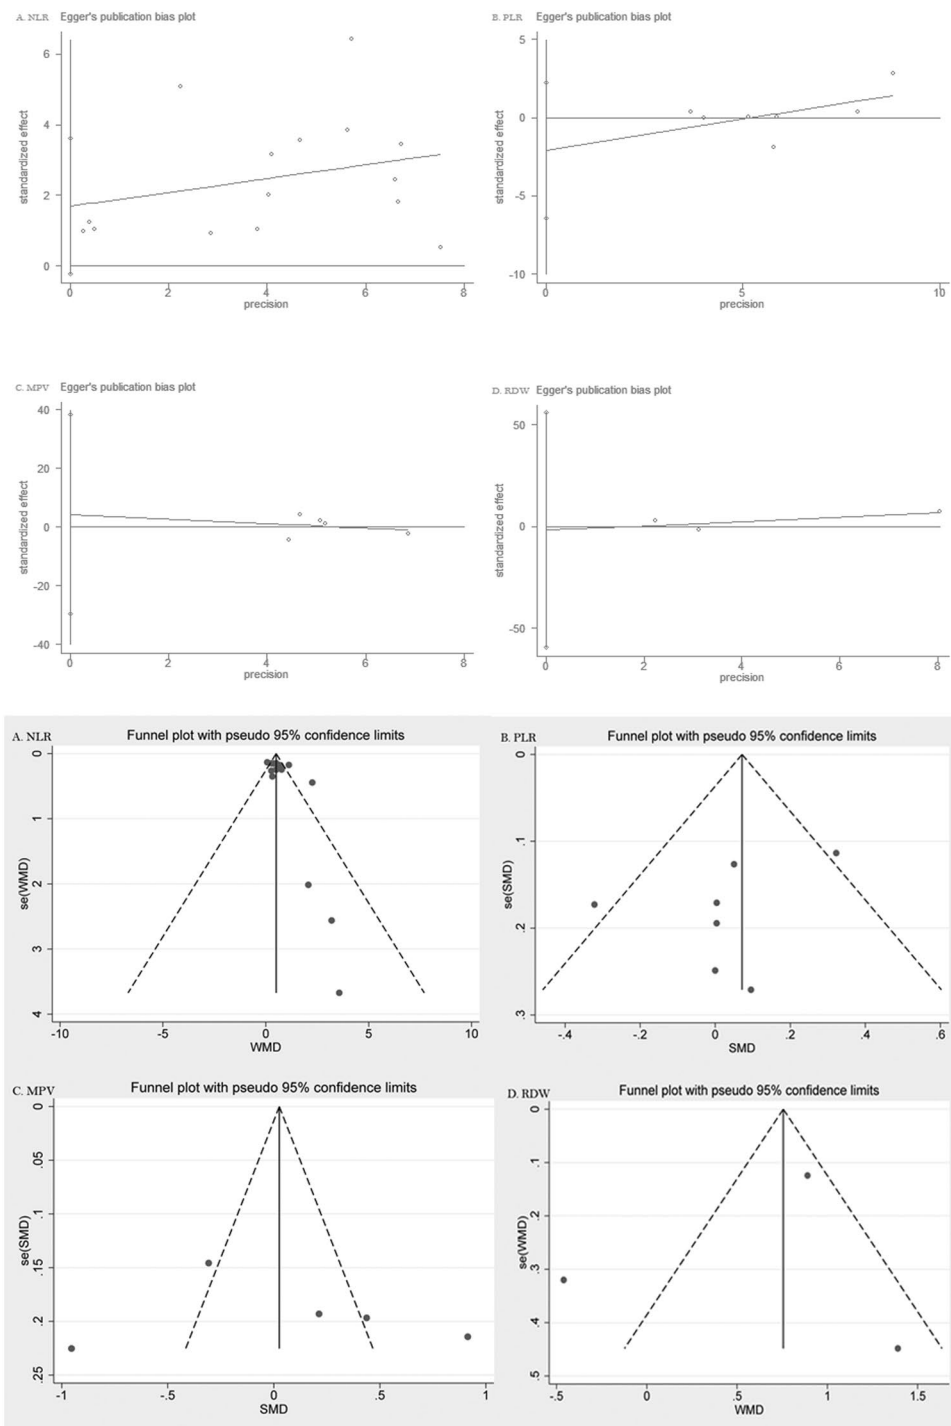 A. NLR Egger's publication bias plot
standardized effect
6
4
2
0
0 2 4 6 8
precision
B. PLR Egger's publication bias plot
standardized effect
5
0
-5
-10
0 5 10
precision
C. MPV Egger's publication bias plot
standardized effect
40
20
0
-20
-40
0 2 4 6 8
precision
D. RDW Egger's publication bias plot
standardized effect
50
0
-50
0 2 4 6 8
precision
A. NLR Funnel plot with pseudo 95% confidence limits
se(WMD)
0
1
2
3
4
-10 -5 0 5 10
WMD
B. PLR Funnel plot with pseudo 95% confidence limits
se(SMD)
0
.1
.2
.3
-.4 -.2 0 .2 .4 .6
SMD
C. MPV Funnel plot with pseudo 95% confidence limits
se(SMD)
0
.05
.1
.15
.2
.25
-1 -.5 0 .5 1
SMD
D. RDW Funnel plot with pseudo 95% confidence limits
se(WMD)
0
.1
.2
.3
.4
.5
-.5 0 .5 1 1.5
WMD